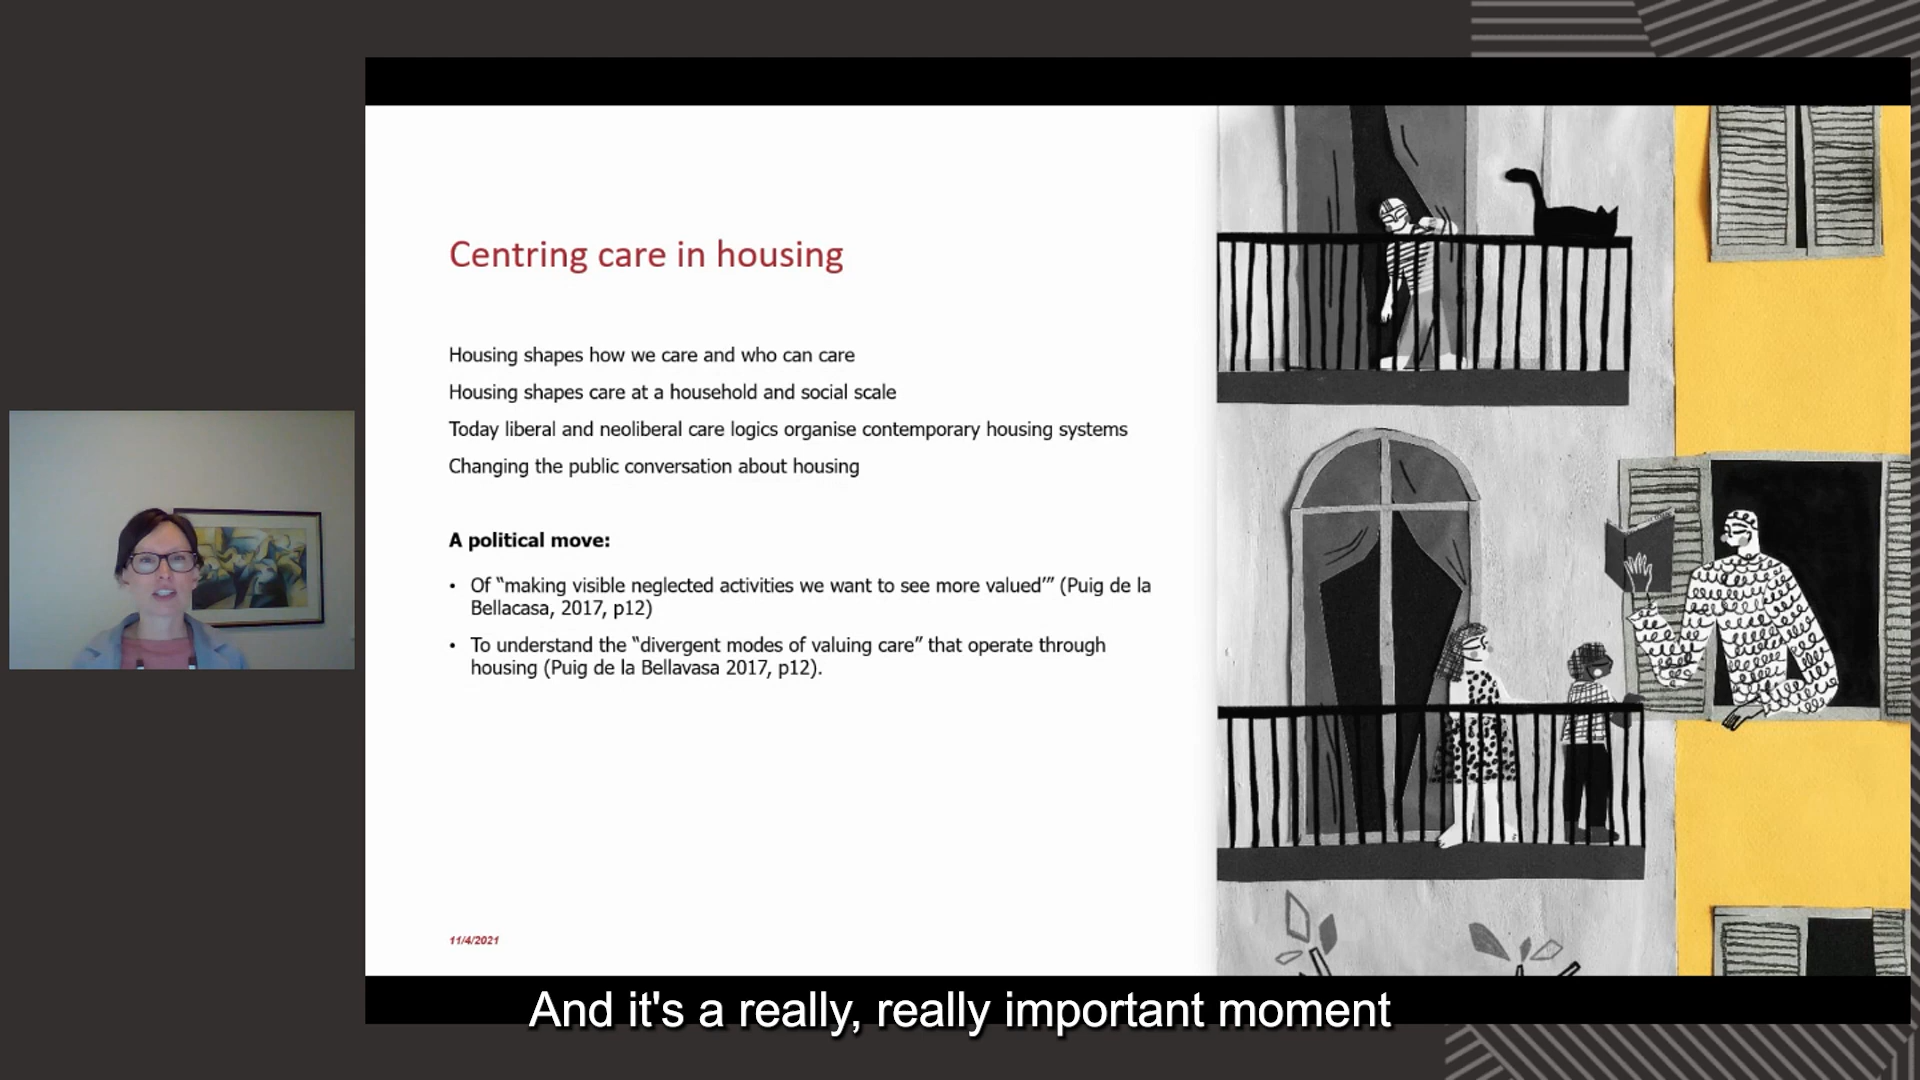 Centring care in housing
Housing shapes how we care and who can care
Housing shapes care at a household and social scale
Today liberal and neoliberal care logics organise contemporary housing systems
Changing the public conversation about housing
A political move:
• Of “making visible neglected activities we want to see more valued’” (Puig de la
Bellacasa, 2017, p12)
• To understand the “divergent modes of valuing care” that operate through
housing (Puig de la Bellavasa 2017, p12).
11/4/2021
And it's a really, really important moment